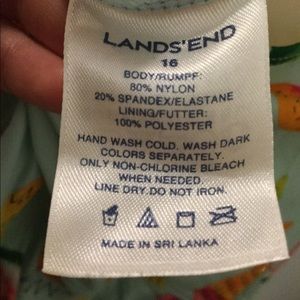 LANDS'END
16
BODY/RUMPF:
80% NYLON
20% SPANDEX/ELASTANE
LINING/FUTTER:
100% POLYESTER
HAND WASH COLD. WASH DARK
COLORS SEPARATELY.
ONLY NON-CHLORINE BLEACH
WHEN NEEDED.
LINE DRY.DO NOT IRON.
MADE IN SRI LANKA